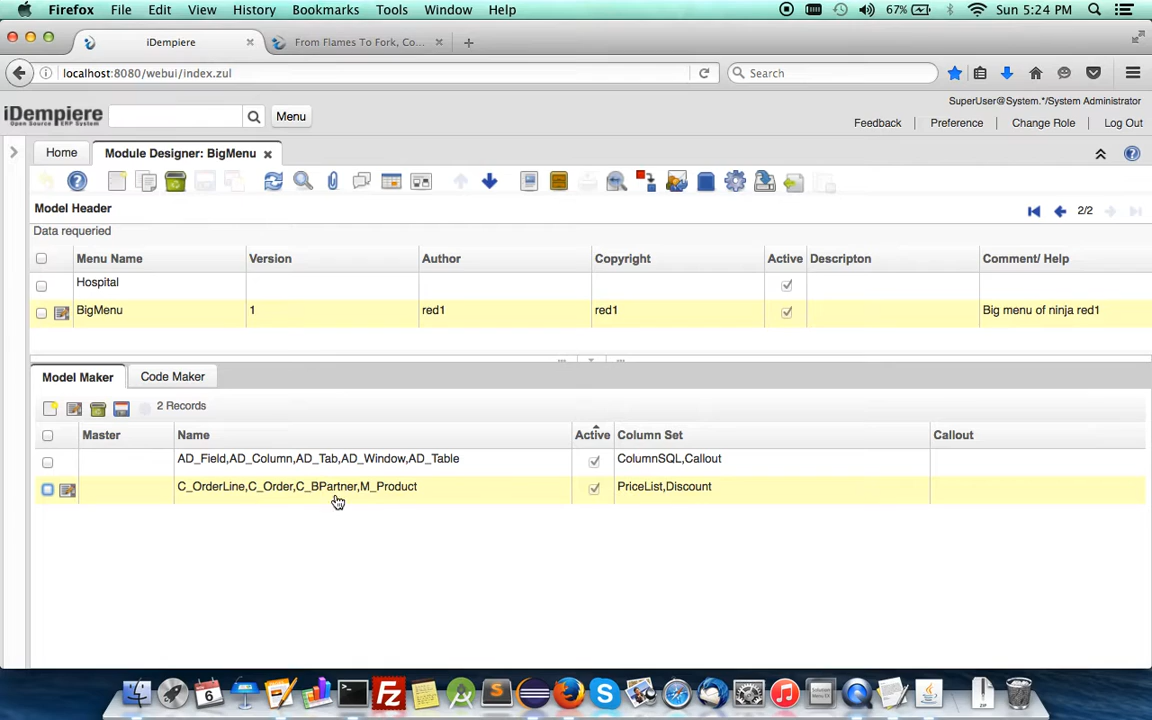 Firefox File Edit View History Bookmarks Tools Window Help 67% Sun 5:24 PM
iDempiere × From Flames To Fork, Co... × +
localhost:8080/webui/index.zul Search
SuperUser@System.*/System Administrator
iDempiere Menu
Open Source ERP System
Feedback Preference Change Role Log Out
Home Module Designer: BigMenu ×
Model Header 2/2
Data requeried
Menu Name Version Author Copyright Active Descripton Comment/ Help
Hospital
BigMenu 1 red1 red1 Big menu of ninja red1
Model Maker Code Maker
2 Records
Master Name Active Column Set Callout
AD_Field,AD_Column,AD_Tab,AD_Window,AD_Table ColumnSQL,Callout
C_OrderLine,C_Order,C_BPartner,M_Product PriceList,Discount